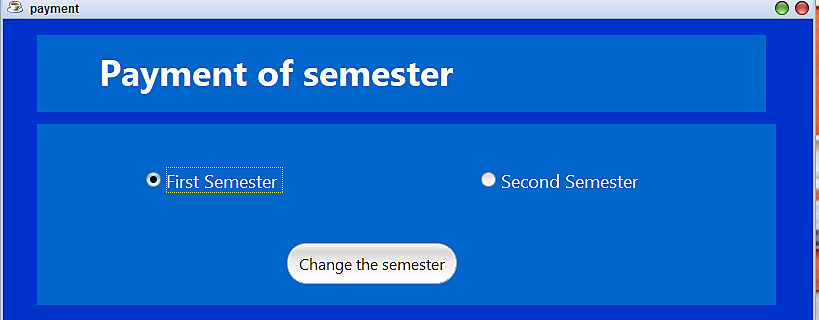 payment
Payment of semester
First Semester
Second Semester
Change the semester